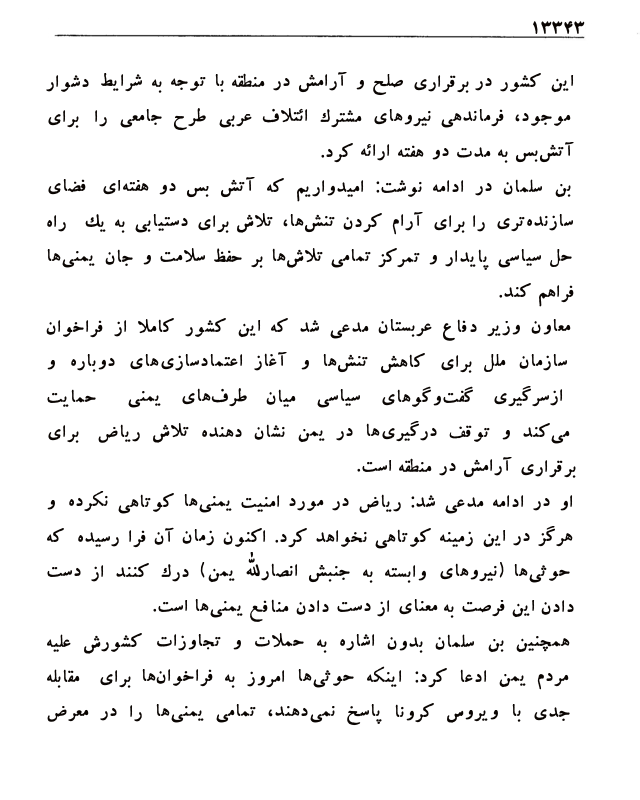 ۱۳۳۴۳
این کشور در برقراری صلح و آرامش در منطقه با توجه به شرایط دشوار
موجود، فرماندهی نیروهای مشترك ائتلاف عربی طرح جامعی را برای
آتش‌بس به مدت دو هفته ارائه کرد.
بن سلمان در ادامه نوشت: امیدواریم که آتش بس دو هفته‌ای فضای
سازنده‌تری را برای آرام کردن تنش‌ها، تلاش برای دستیابی به یك راه
حل سیاسی پایدار و تمرکز تمامی تلاش‌ها بر حفظ سلامت و جان یمنی‌ها
فراهم کند.
معاون وزیر دفاع عربستان مدعی شد که این کشور کاملا از فراخوان
سازمان ملل برای کاهش تنش‌ها و آغاز اعتمادسازی‌های دوباره و
ازسرگیری گفت‌وگوهای سیاسی میان طرف‌های یمنی حمایت
می‌کند و توقف درگیری‌ها در یمن نشان دهنده تلاش ریاض برای
برقراری آرامش در منطقه است.
او در ادامه مدعی شد: ریاض در مورد امنیت یمنی‌ها کوتاهی نکرده و
هرگز در این زمینه کوتاهی نخواهد کرد. اکنون زمان آن فرا رسیده که
حوثی‌ها (نیروهای وابسته به جنبش انصارالله یمن) درك کنند از دست
دادن این فرصت به معنای از دست دادن منافع یمنی‌ها است.
همچنین بن سلمان بدون اشاره به حملات و تجاوزات کشورش علیه
مردم یمن ادعا کرد: اینکه حوثی‌ها امروز به فراخوان‌ها برای مقابله
جدی با ویروس کرونا پاسخ نمی‌دهند، تمامی یمنی‌ها را در معرض